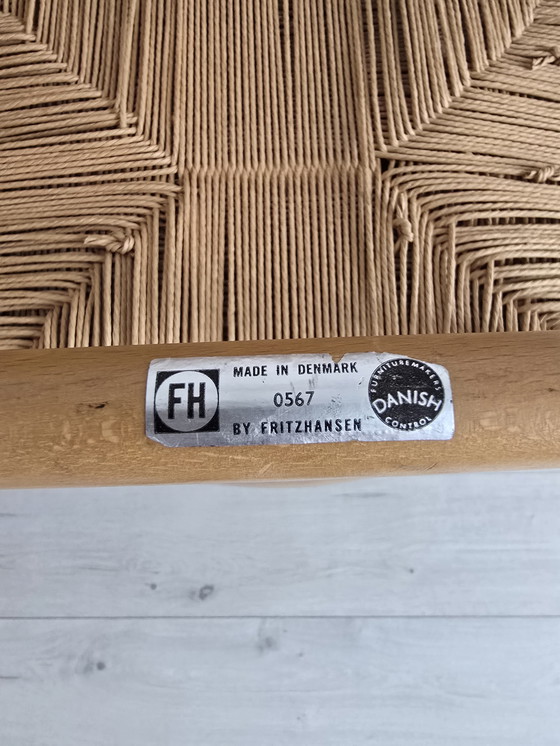 FH
MADE IN DENMARK
0567
BY FRITZHANSEN
FURNITUREMAKERS
DANISH
CONTROL